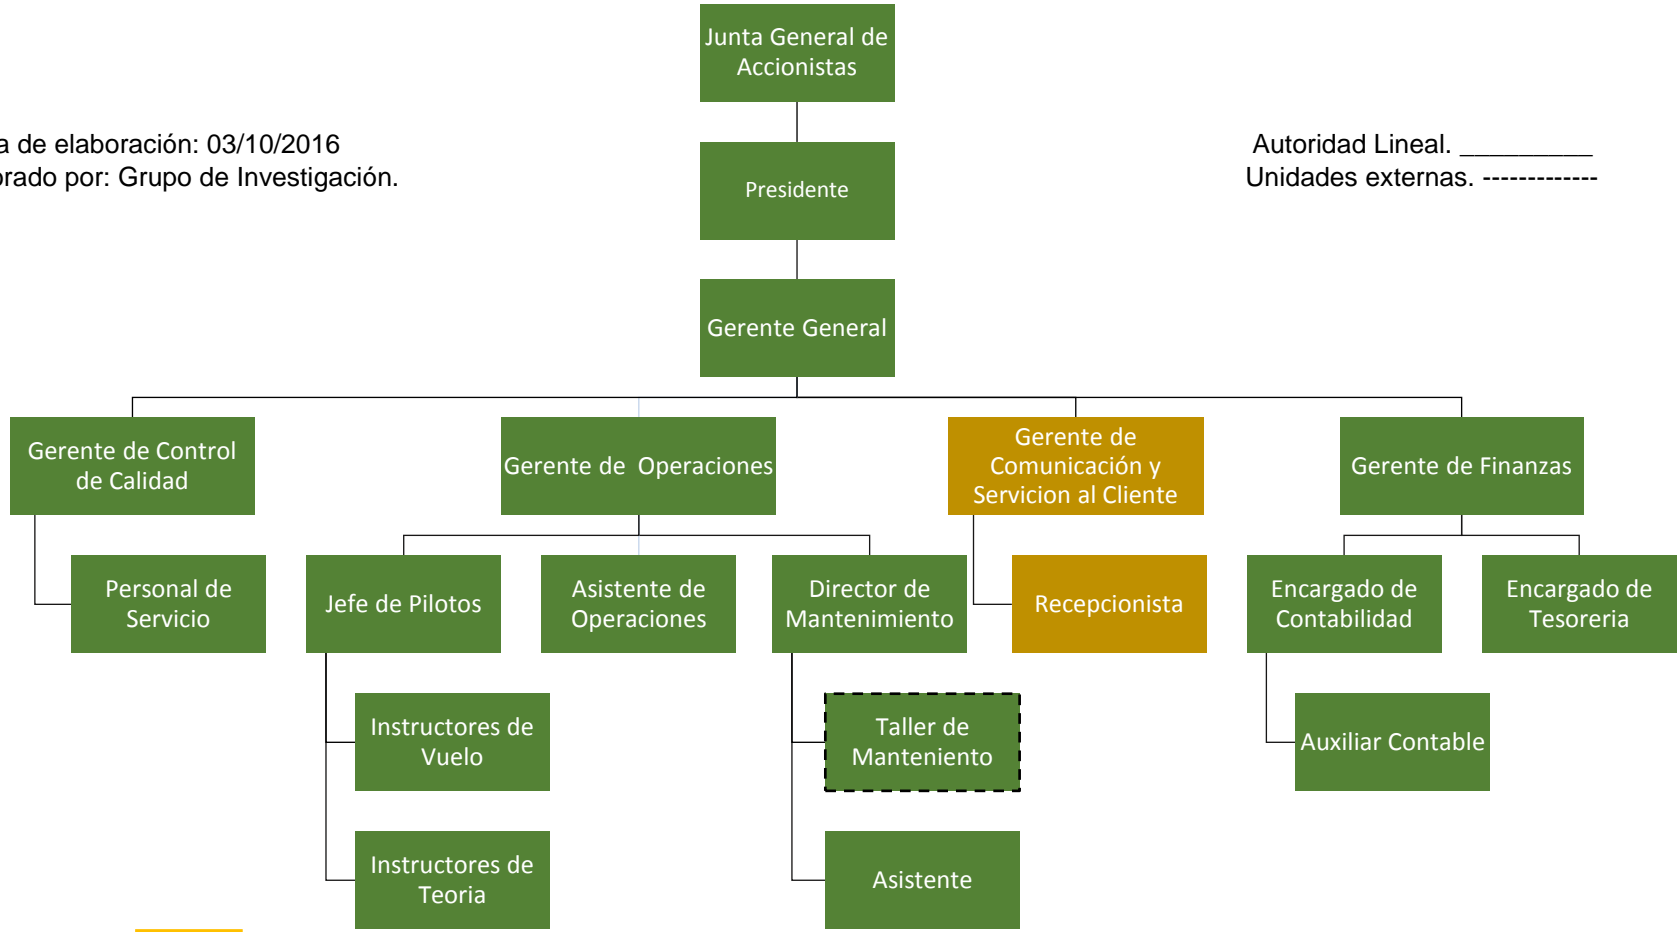 Junta General de
Accionistas
a de elaboración: 03/10/2016
orado por: Grupo de Investigación.
Autoridad Lineal. __________
Unidades externas. -------------
Presidente
Gerente General
Gerente de Control
de Calidad
Gerente de  Operaciones
Gerente de
Comunicación y
Servicion al Cliente
Gerente de Finanzas
Personal de
Servicio
Jefe de Pilotos
Asistente de
Operaciones
Director de
Mantenimiento
Recepcionista
Encargado de
Contabilidad
Encargado de
Tesoreria
Instructores de
Vuelo
Taller de
Manteniento
Auxiliar Contable
Instructores de
Teoria
Asistente